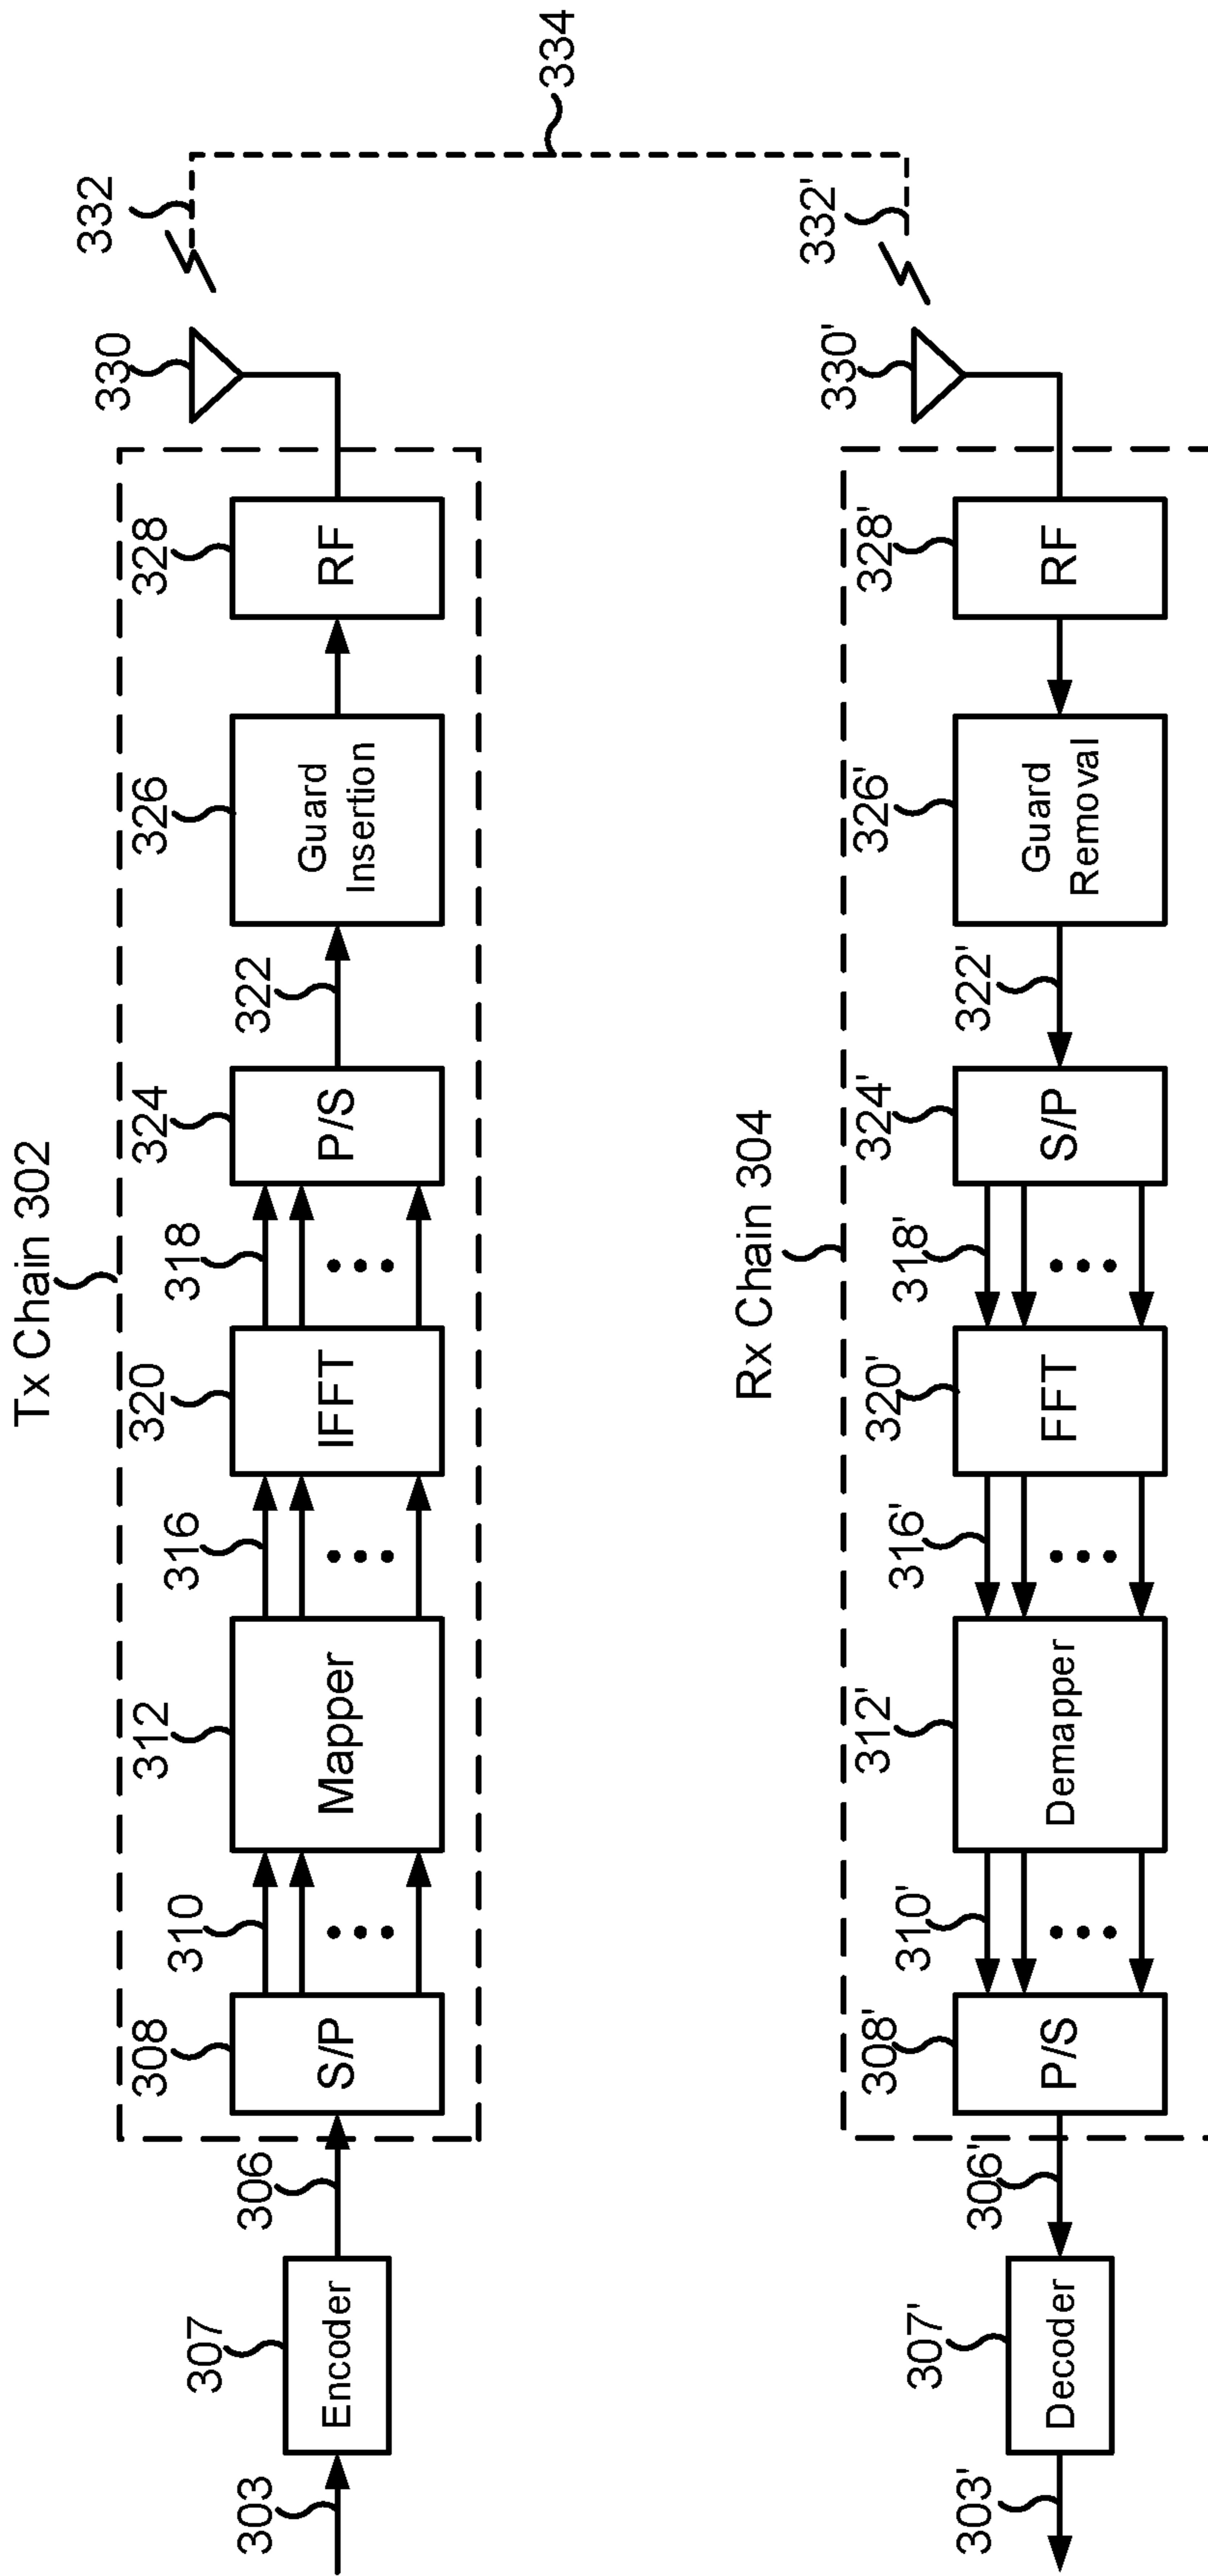 Tx Chain 302
303
307
Encoder
306
308
S/P
310
312
Mapper
316
320
IFFT
318
324
P/S
322
326
Guard
Insertion
328
RF
330
332
334
Rx Chain 304
303'
307'
Decoder
306'
308'
P/S
310'
312'
Demapper
316'
320'
FFT
318'
324'
S/P
322'
326'
Guard
Removal
328'
RF
330'
332'